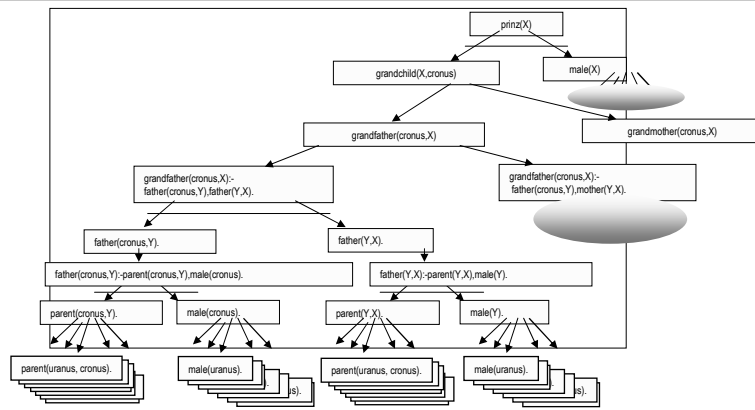 prinz(X)
grandchild(X,cronus)
male(X)
grandfather(cronus,X)
grandmother(cronus,X)
grandfather(cronus,X):-
father(cronus,Y),father(Y,X).
grandfather(cronus,X):-
father(cronus,Y),mother(Y,X).
father(cronus,Y).
father(Y,X).
father(cronus,Y):-parent(cronus,Y),male(cronus).
father(Y,X):-parent(Y,X),male(Y).
parent(cronus,Y).
male(cronus).
parent(Y,X).
male(Y).
parent(uranus, cronus).
male(uranus).
parent(uranus, cronus).
male(uranus).